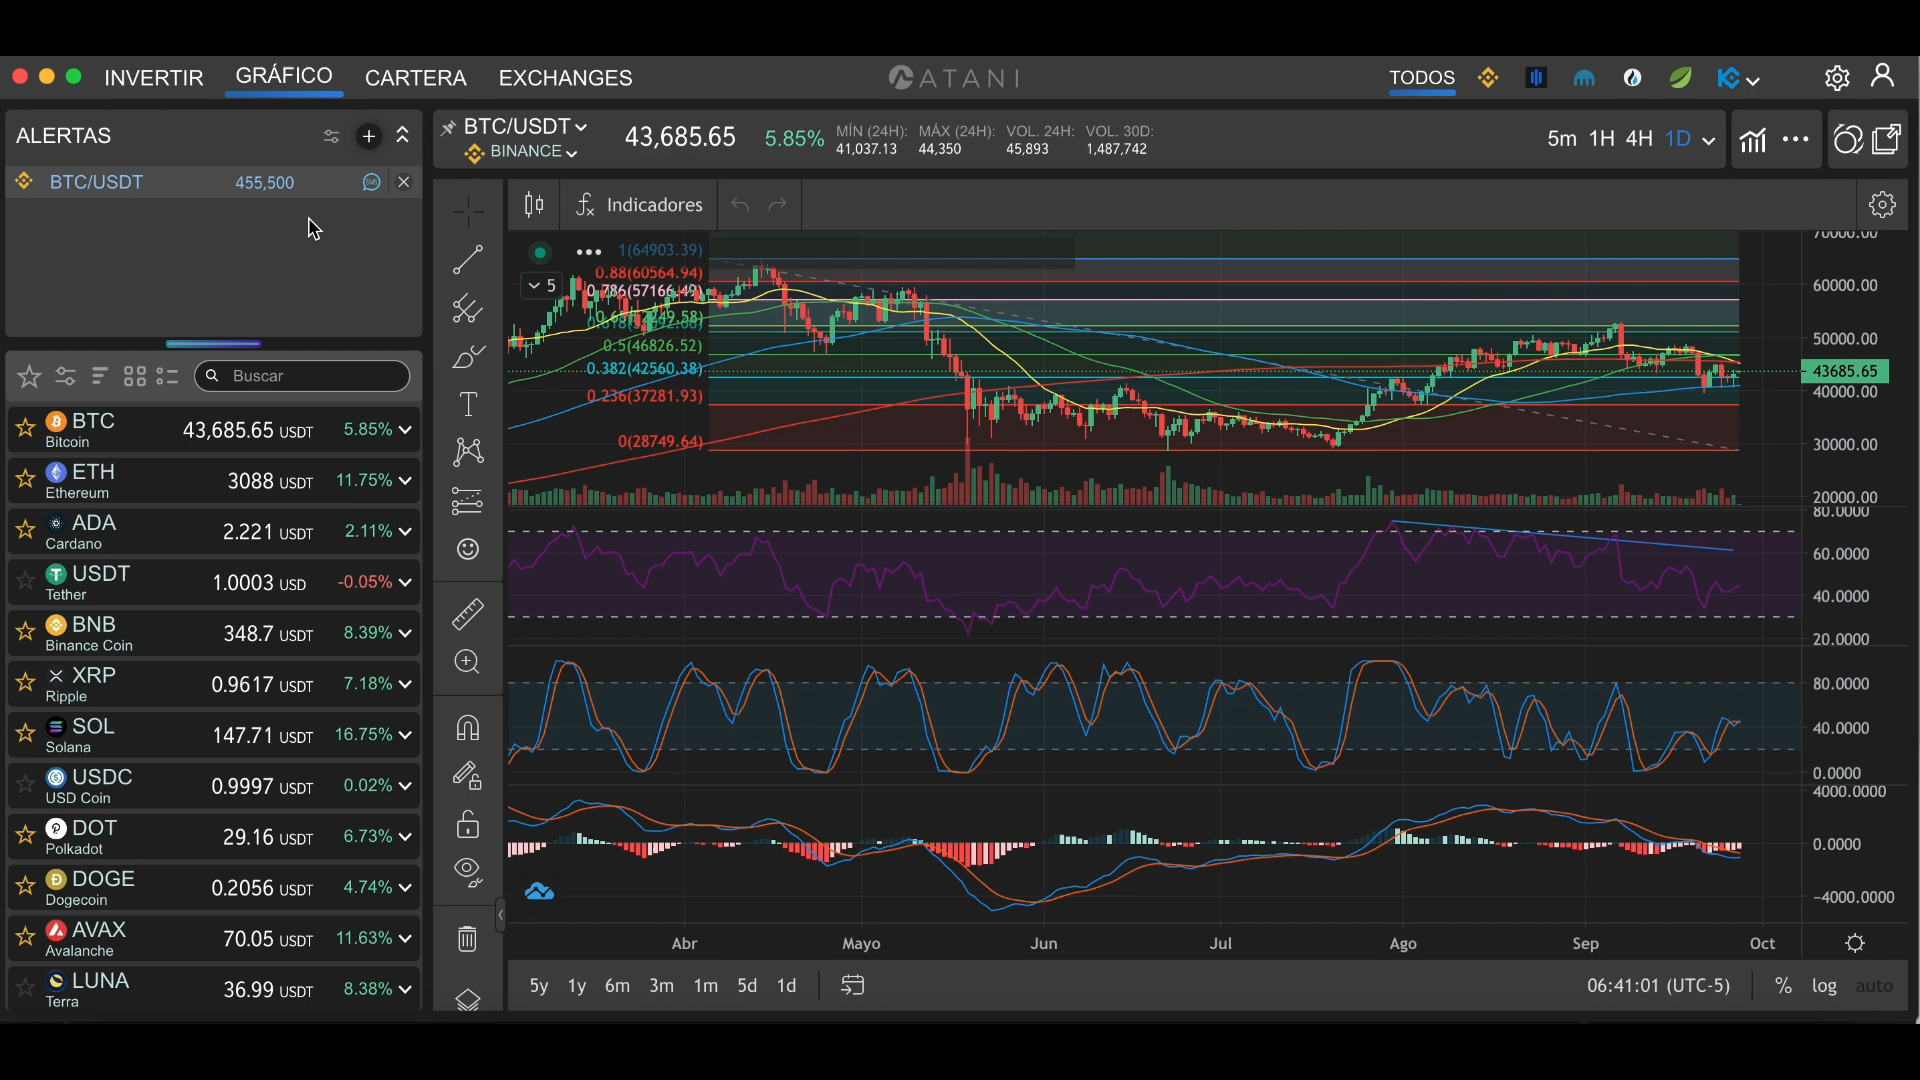 INVERTIR GRÁFICO CARTERA EXCHANGES
ATANI
TODOS
ALERTAS
BTC/USDT 455,500
Buscar
BTC 43,685.65 USDT 5.85%
Bitcoin
ETH 3088 USDT 11.75%
Ethereum
ADA 2.221 USDT 2.11%
Cardano
USDT 1.0003 USD -0.05%
Tether
BNB 348.7 USDT 8.39%
Binance Coin
XRP 0.9617 USDT 7.18%
Ripple
SOL 147.71 USDT 16.75%
Solana
USDC 0.9997 USDT 0.02%
USD Coin
DOT 29.16 USDT 6.73%
Polkadot
DOGE 0.2056 USDT 4.74%
Dogecoin
AVAX 70.05 USDT 11.63%
Avalanche
LUNA 36.99 USDT 8.38%
Terra
BTC/USDT
BINANCE
43,685.65 5.85%
MÍN (24H): MÁX (24H): VOL. 24H: VOL. 30D:
41,037.13 44,350 45,893 1,487,742
5m 1H 4H 1D
Indicadores
5
1(64903.39)
0.88(60564.94)
0.786(57166.49)
0.5(46826.52)
0.382(42560.38)
0.236(37281.93)
0(28749.64)
70000.00
60000.00
50000.00
43685.65
40000.00
30000.00
20000.00
80.0000
60.0000
40.0000
20.0000
80.0000
40.0000
0.0000
4000.0000
0.0000
-4000.0000
Abr Mayo Jun Jul Ago Sep Oct
5y 1y 6m 3m 1m 5d 1d
06:41:01 (UTC-5) % log auto